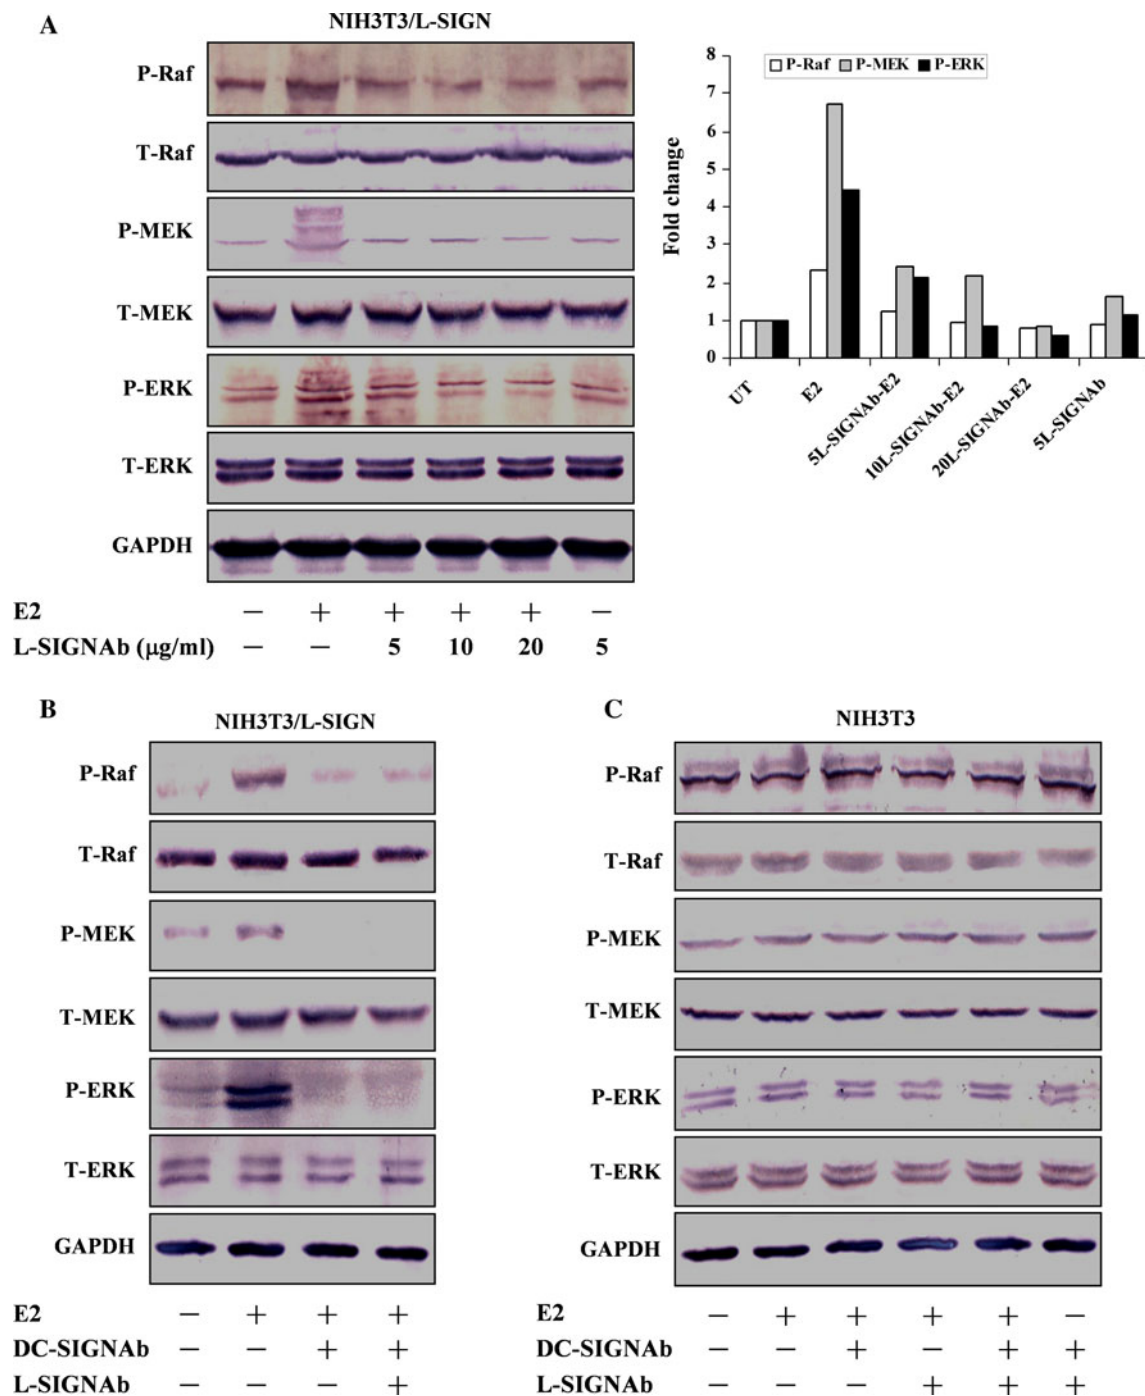 A
NIH3T3/L-SIGN
P-Raf
T-Raf
P-MEK
T-MEK
P-ERK
T-ERK
GAPDH
E2 − + + + + −
L-SIGNAb (µg/ml) − − 5 10 20 5
Fold change
8
7
6
5
4
3
2
1
0
P-Raf P-MEK P-ERK
UT
E2
5L-SIGNAb-E2
10L-SIGNAb-E2
20L-SIGNAb-E2
5L-SIGNAb
B
NIH3T3/L-SIGN
P-Raf
T-Raf
P-MEK
T-MEK
P-ERK
T-ERK
GAPDH
E2 − + + +
DC-SIGNAb − − + +
L-SIGNAb − − − +
C
NIH3T3
P-Raf
T-Raf
P-MEK
T-MEK
P-ERK
T-ERK
GAPDH
E2 − + + + + −
DC-SIGNAb − − + − + +
L-SIGNAb − − − + + +